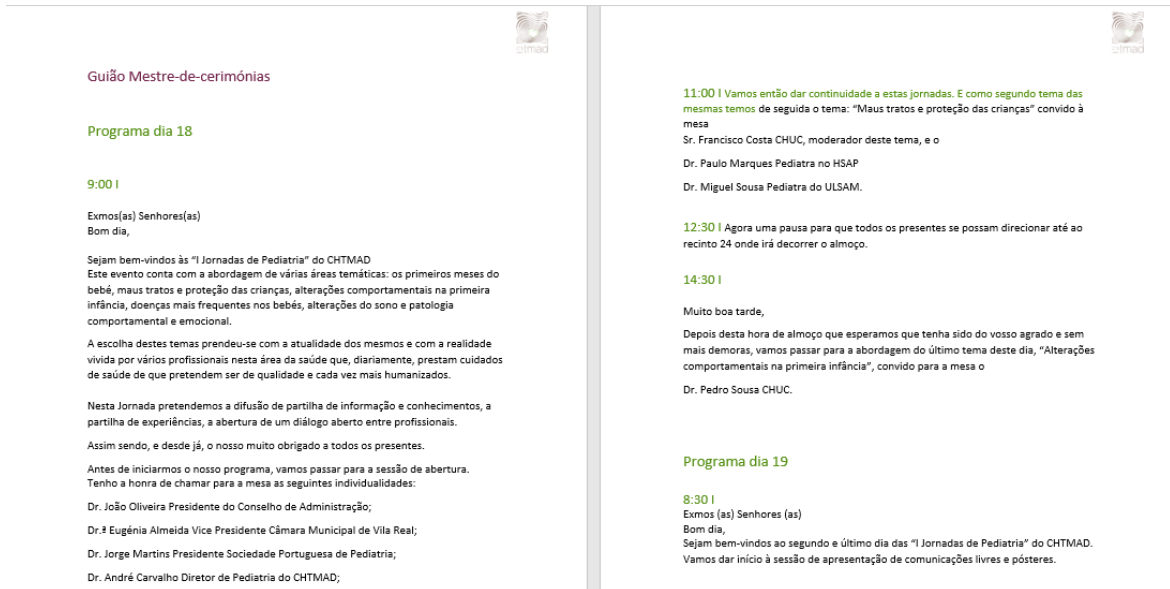 etmad
Guião Mestre-de-cerimónias
Programa dia 18
9:00 I
Exmos(as) Senhores(as)
Bom dia,
Sejam bem-vindos às “I Jornadas de Pediatria” do CHTMAD
Este evento conta com a abordagem de várias áreas temáticas: os primeiros meses do
bebé, maus tratos e proteção das crianças, alterações comportamentais na primeira
infância, doenças mais frequentes nos bebés, alterações do sono e patologia
comportamental e emocional.
A escolha destes temas prendeu-se com a atualidade dos mesmos e com a realidade
vivida por vários profissionais nesta área da saúde que, diariamente, prestam cuidados
de saúde de que pretendem ser de qualidade e cada vez mais humanizados.
Nesta Jornada pretendemos a difusão de partilha de informação e conhecimentos, a
partilha de experiências, a abertura de um diálogo aberto entre profissionais.
Assim sendo, e desde já, o nosso muito obrigado a todos os presentes.
Antes de iniciarmos o nosso programa, vamos passar para a sessão de abertura.
Tenho a honra de chamar para a mesa as seguintes individualidades:
Dr. João Oliveira Presidente do Conselho de Administração;
Dr.ª Eugénia Almeida Vice Presidente Câmara Municipal de Vila Real;
Dr. Jorge Martins Presidente Sociedade Portuguesa de Pediatria;
Dr. André Carvalho Diretor de Pediatria do CHTMAD;
etmad
11:00 I Vamos então dar continuidade a estas jornadas. E como segundo tema das
mesmas temos de seguida o tema: “Maus tratos e proteção das crianças” convido à
mesa
Sr. Francisco Costa CHUC, moderador deste tema, e o
Dr. Paulo Marques Pediatra no HSAP
Dr. Miguel Sousa Pediatra do ULSAM.
12:30 I Agora uma pausa para que todos os presentes se possam direcionar até ao
recinto 24 onde irá decorrer o almoço.
14:30 I
Muito boa tarde,
Depois desta hora de almoço que esperamos que tenha sido do vosso agrado e sem
mais demoras, vamos passar para a abordagem do último tema deste dia, “Alterações
comportamentais na primeira infância”, convido para a mesa o
Dr. Pedro Sousa CHUC.
Programa dia 19
8:30 I
Exmos (as) Senhores (as)
Bom dia,
Sejam bem-vindos ao segundo e último dia das “I Jornadas de Pediatria” do CHTMAD.
Vamos dar início à sessão de apresentação de comunicações livres e pósteres.